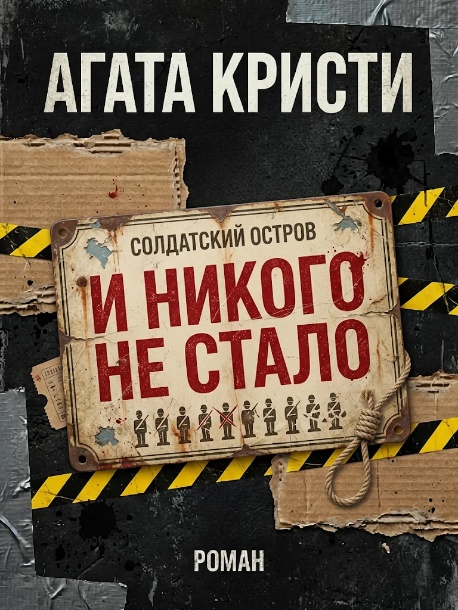 АГАТА КРИСТИ
СОЛДАТСКИЙ ОСТРОВ
И НИКОГО
НЕ СТАЛО
РОМАН